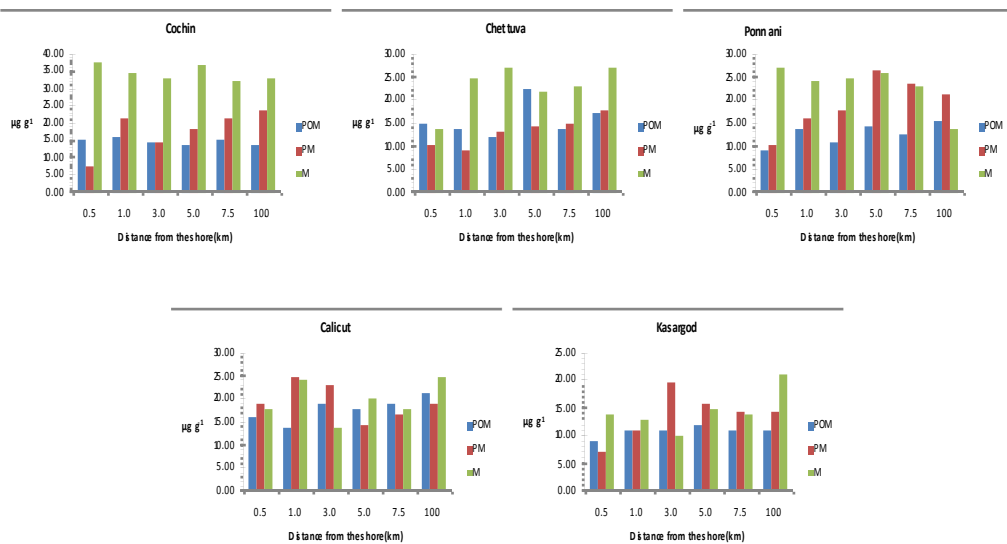 Cochin
40.00
35.00
30.00
25.00
20.00
15.00
10.00
5.00
0.00
µg g-1
0.5 1.0 3.0 5.0 7.5 100
Distance from the shore(km)
POM
PM
M
Chettuva
30.00
25.00
20.00
15.00
10.00
5.00
0.00
µg g-1
0.5 1.0 3.0 5.0 7.5 100
Distance from the shore(km)
POM
PM
M
Ponnani
30.00
25.00
20.00
15.00
10.00
5.00
0.00
µg g-1
0.5 1.0 3.0 5.0 7.5 100
Distance from the shore(km)
POM
PM
M
Calicut
30.00
25.00
20.00
15.00
10.00
5.00
0.00
µg g-1
0.5 1.0 3.0 5.0 7.5 100
Distance from the shore(km)
POM
PM
M
Kasargod
25.00
20.00
15.00
10.00
5.00
0.00
µg g-1
0.5 1.0 3.0 5.0 7.5 100
Distance from the shore(km)
POM
PM
M